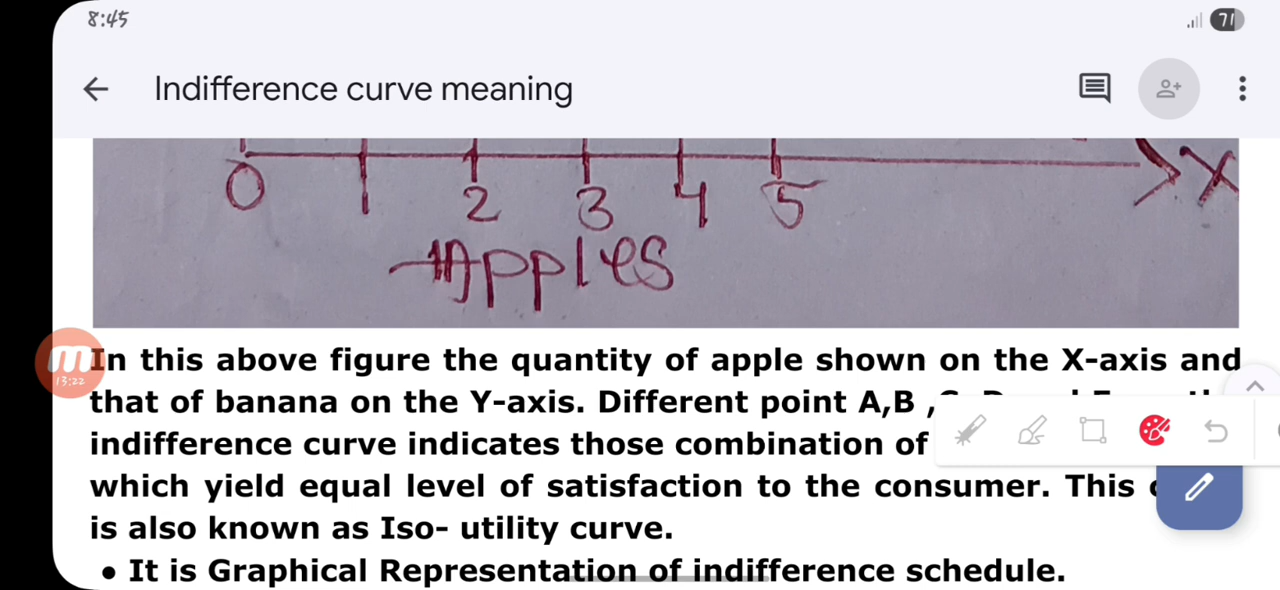 8:45
71
Indifference curve meaning
0 1 2 3 4 5 X
Apples
13:22
In this above figure the quantity of apple shown on the X-axis and
that of banana on the Y-axis. Different point A,B
indifference curve indicates those combination of
which yield equal level of satisfaction to the consumer. This
is also known as Iso- utility curve.
• It is Graphical Representation of indifference schedule.